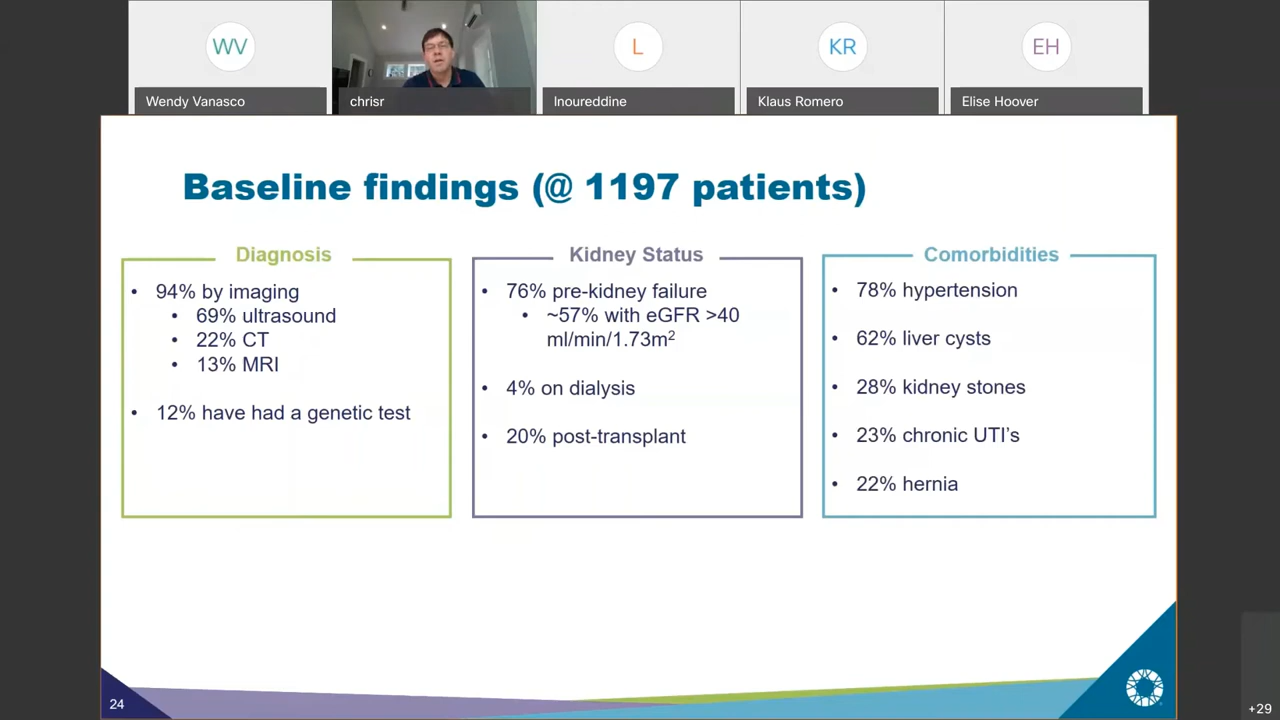 WV
L
KR
EH
Wendy Vanasco
chrisr
lnoureddine
Klaus Romero
Elise Hoover
Baseline findings (@ 1197 patients)
Diagnosis
• 94% by imaging
• 69% ultrasound
• 22% CT
• 13% MRI
• 12% have had a genetic test
Kidney Status
• 76% pre-kidney failure
• ~57% with eGFR >40
ml/min/1.73m²
• 4% on dialysis
• 20% post-transplant
Comorbidities
• 78% hypertension
• 62% liver cysts
• 28% kidney stones
• 23% chronic UTI's
• 22% hernia
24
+29